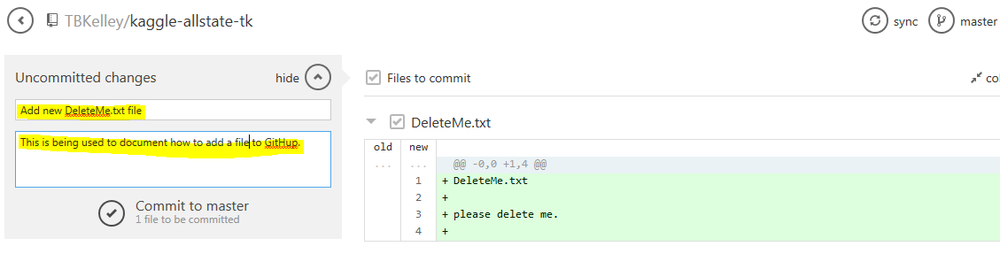 TBKelley/kaggle-allstate-tk
sync
master
Uncommitted changes
hide
Files to commit
col
Add new DeleteMe.txt file
DeleteMe.txt
This is being used to document how to add a file to GitHup.
old new
... ... @@ -0,0 +1,4 @@
1 + DeleteMe.txt
2 +
3 + please delete me.
4 +
Commit to master
1 file to be committed